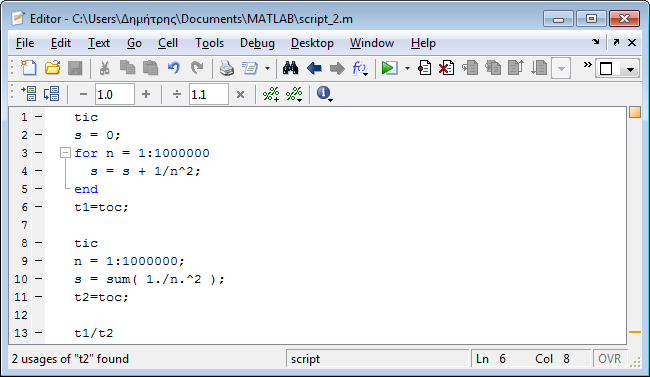 Editor - C:\Users\Δημήτρης\Documents\MATLAB\script_2.m
File Edit Text Go Cell Tools Debug Desktop Window Help
− 1.0 + ÷ 1.1 ×
1 − tic
2 − s = 0;
3 − for n = 1:1000000
4 − s = s + 1/n^2;
5 − end
6 − t1=toc;
7
8 − tic
9 − n = 1:1000000;
10 − s = sum( 1./n.^2 );
11 − t2=toc;
12
13 − t1/t2
2 usages of "t2" found script Ln 6 Col 8 OVR